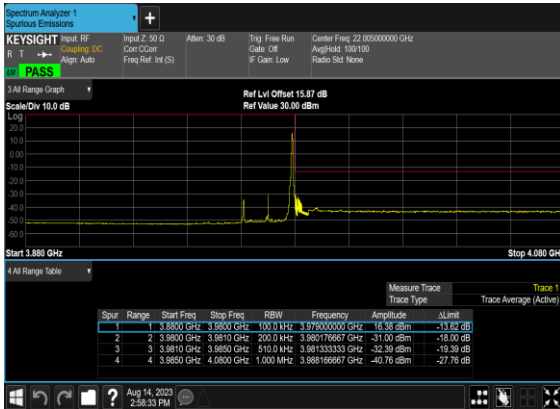 Spectrum Analyzer 1
Spurious Emissions
KEYSIGHT Input: RF Input Z: 50 Ω Atten: 30 dB Trig: Free Run Center Freq: 22.005000000 GHz
R T Coupling: DC Corr CCorr Gate: Off Avg|Hold: 100/100
Align: Auto Freq Ref: Int (S) IF Gain: Low Radio Std: None
LXI PASS
3 All Range Graph
Ref Lvl Offset 15.87 dB
Scale/Div 10.0 dB Ref Value 30.00 dBm
Log
20.0
10.0
0.00
-10.0
-20.0
-30.0
-40.0
-50.0
-60.0
Start 3.880 GHz Stop 4.080 GH
4 All Range Table
Measure Trace Trace 1
Trace Type Trace Average (Active)
Spur Range Start Freq Stop Freq RBW Frequency Amplitude ΔLimit
1 1 3.8800 GHz 3.9800 GHz 100.0 kHz 3.979000000 GHz 16.38 dBm -13.62 dB
2 2 3.9800 GHz 3.9810 GHz 200.0 kHz 3.980176667 GHz -31.00 dBm -18.00 dB
3 3 3.9810 GHz 3.9850 GHz 510.0 kHz 3.981333333 GHz -32.39 dBm -19.39 dB
4 4 3.9850 GHz 4.0800 GHz 1.000 MHz 3.988166667 GHz -40.76 dBm -27.76 dB
Aug 14, 2023
2:58:33 PM